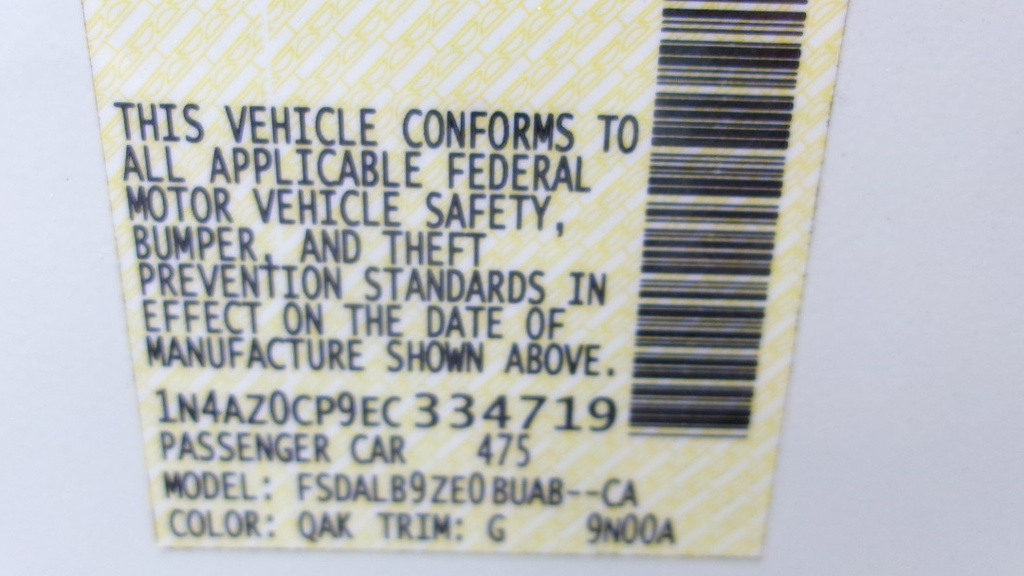 THIS VEHICLE CONFORMS TO
ALL APPLICABLE FEDERAL
MOTOR VEHICLE SAFETY,
BUMPER, AND THEFT
PREVENTION STANDARDS IN
EFFECT ON THE DATE OF
MANUFACTURE SHOWN ABOVE.
1N4AZ0CP9EC334719
PASSENGER CAR 475
MODEL: FSDALB9ZE0BUAB--CA
COLOR: QAK TRIM: G 9N00A